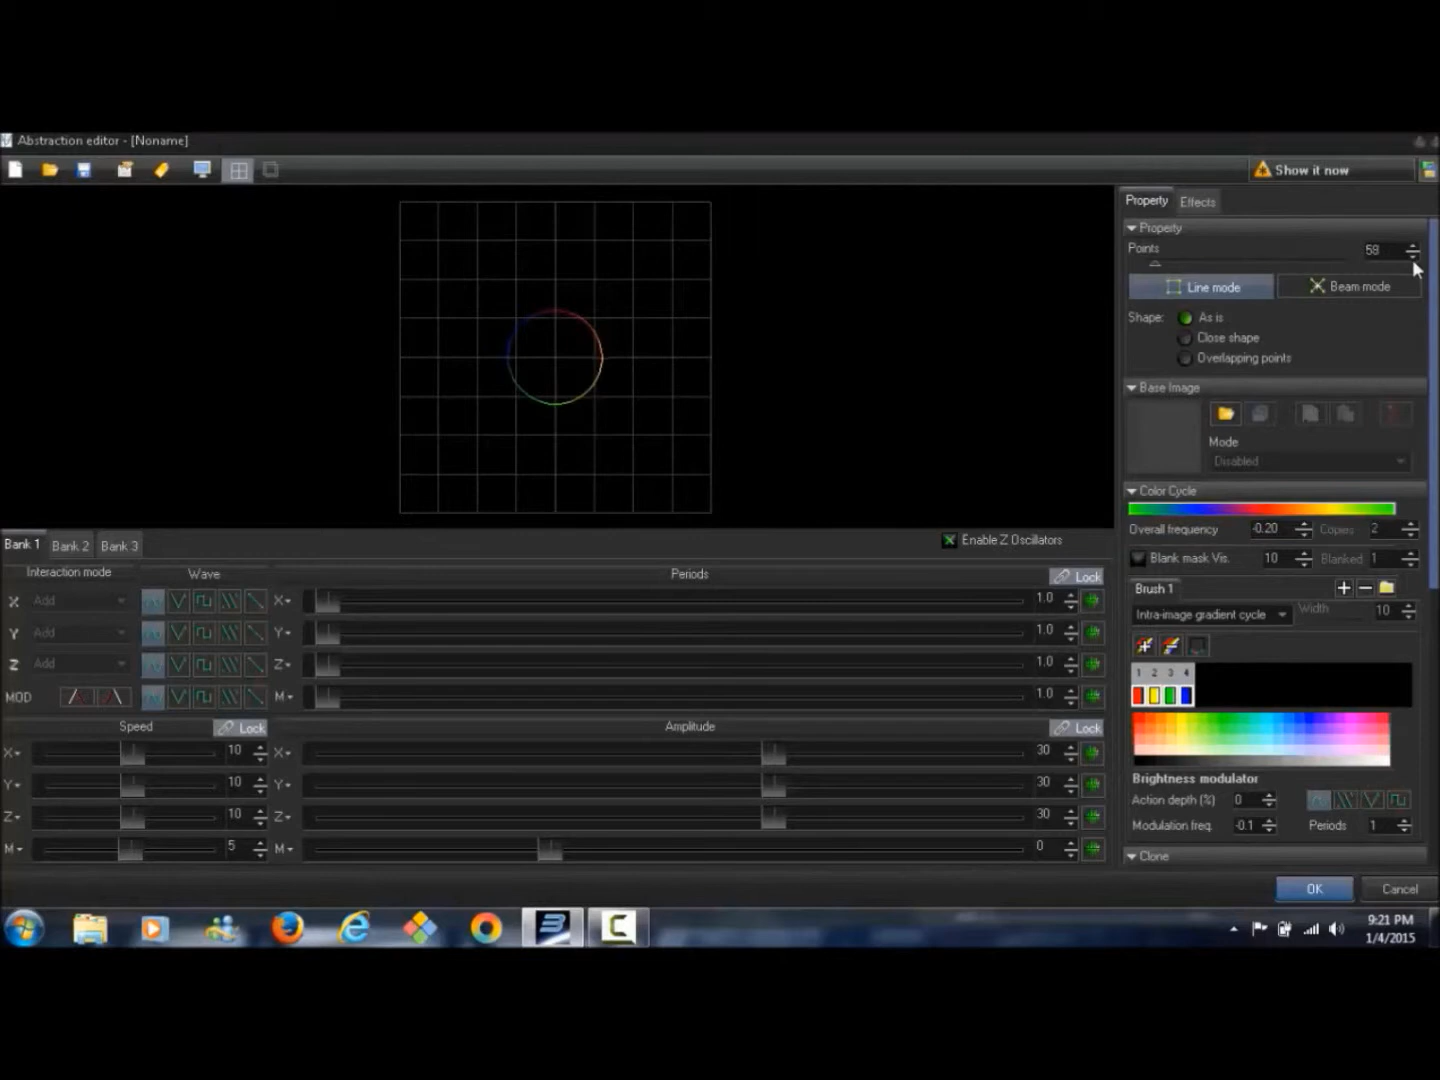 Abstraction editor - [Noname]
Show it now
Property Effects
Property
Points 58
Line mode Beam mode
Shape: As is
Close shape
Overlapping points
Base Image
Mode
Disabled
Color Cycle
Overall frequency -0.20 Copies 2
Blank mask Vis. 10 Blanked 1
Brush 1
Intra-image gradient cycle Width 10
1 2 3 4
Brightness modulator
Action depth (%) 0
Modulation freq. -0.1 Periods 1
Clone
OK Cancel
Bank 1 Bank 2 Bank 3 Enable Z Oscillators
Interaction mode Wave Periods Lock
X Add X 1.0
Y Add Y 1.0
Z Add Z 1.0
MOD M 1.0
Speed Lock Amplitude Lock
X 10 X 30
Y 10 Y 30
Z 10 Z 30
M 5 M 0
9:21 PM
1/4/2015